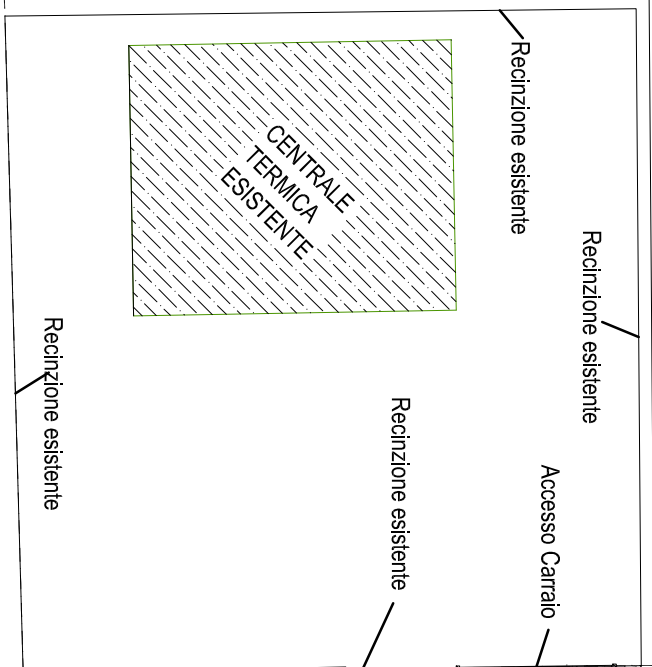 Recinzione esistente
CENTRALE
TERMICA
ESISTENTE
Recinzione esistente
Recinzione esistente
Recinzione esistente
Accesso Carraio